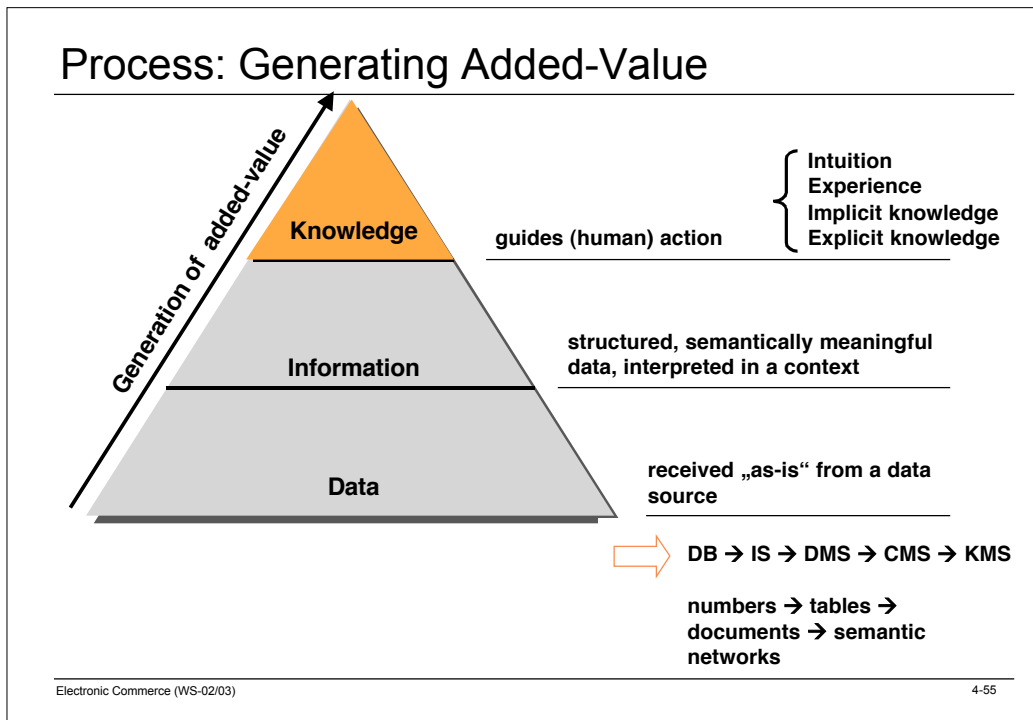 Process: Generating Added-Value
Generation of added-value
Knowledge
guides (human) action
Intuition
Experience
Implicit knowledge
Explicit knowledge
Information
structured, semantically meaningful
data, interpreted in a context
Data
received „as-is“ from a data
source
DB → IS → DMS → CMS → KMS
numbers → tables →
documents → semantic
networks
Electronic Commerce (WS-02/03)
4-55